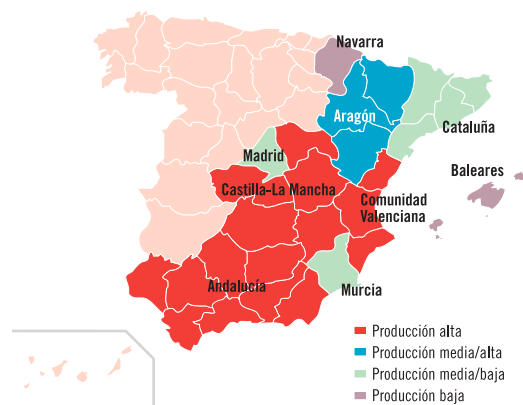 Navarra
Aragón
Cataluña
Madrid
Baleares
Castilla-La Mancha
Comunidad
Valenciana
Andalucía
Murcia
Producción alta
Producción media/alta
Producción media/baja
Producción baja